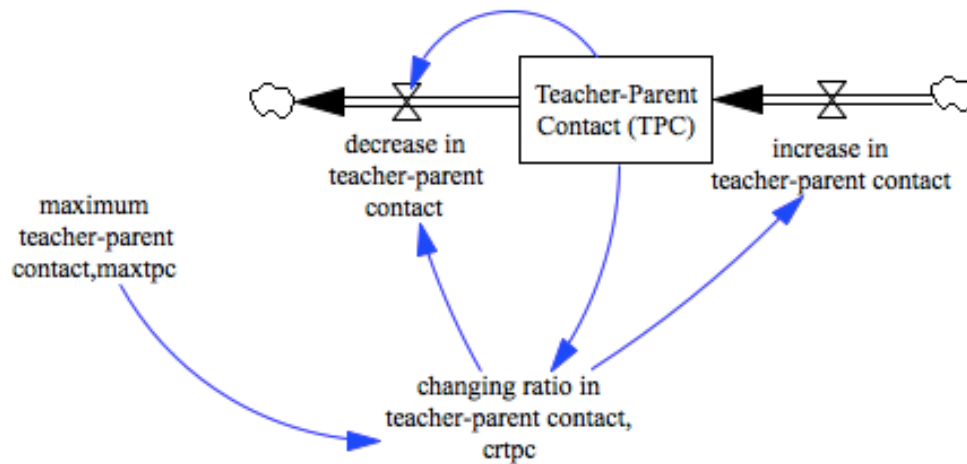 Teacher-Parent
Contact (TPC)
decrease in
teacher-parent
contact
increase in
teacher-parent contact
maximum
teacher-parent
contact,maxtpc
changing ratio in
teacher-parent contact,
crtpc